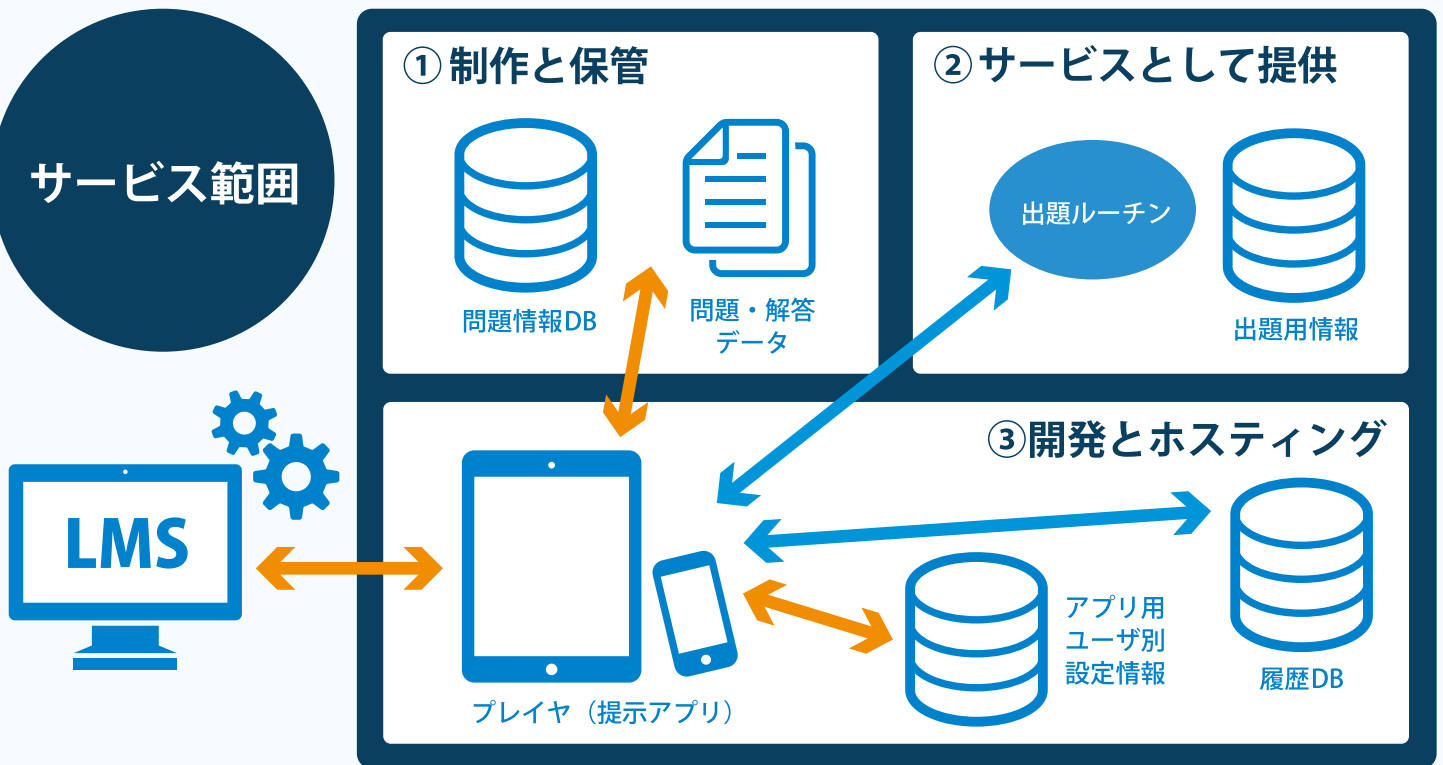 サービス範囲
①制作と保管
問題情報DB
問題・解答
データ
②サービスとして提供
出題ルーチン
出題用情報
LMS
③開発とホスティング
プレイヤ（提示アプリ）
アプリ用
ユーザ別
設定情報
履歴DB